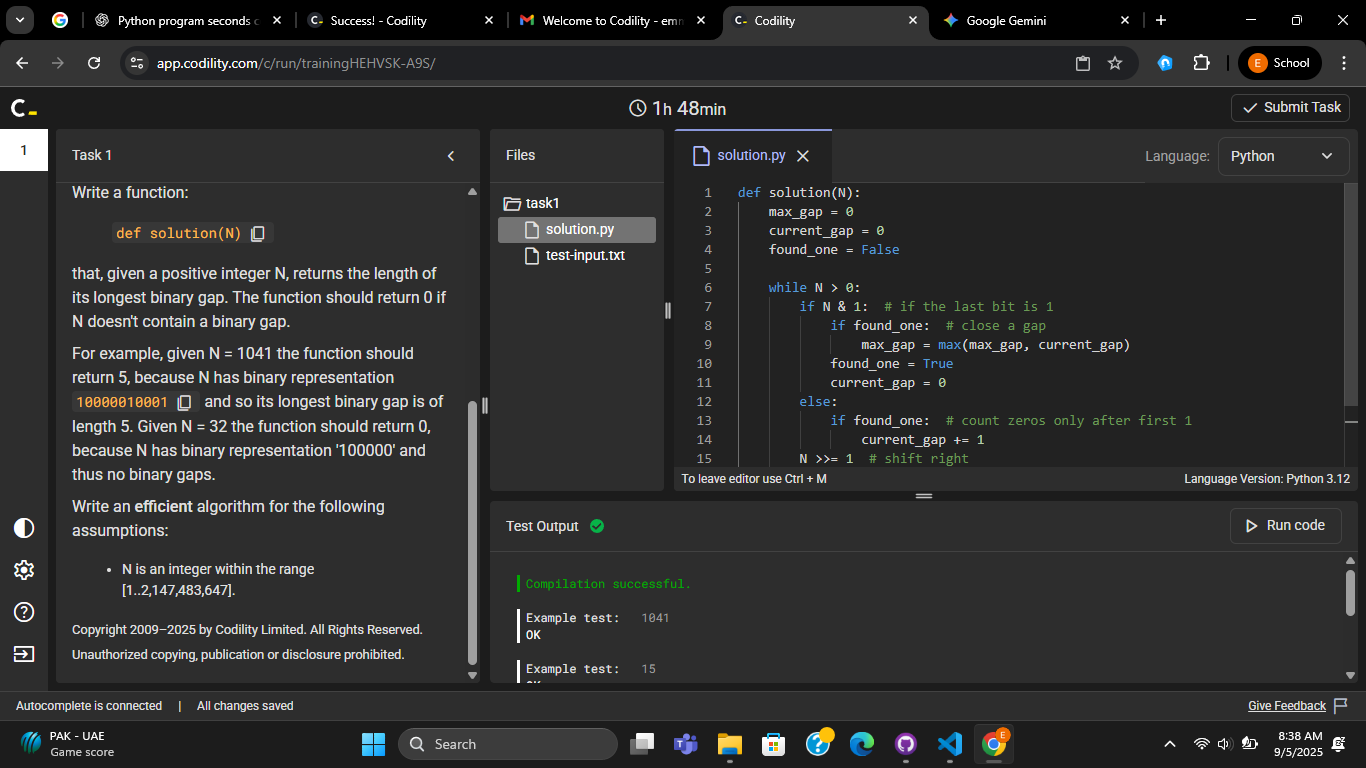 Python program seconds c
Success! - Codility
Welcome to Codility - emm
Codility
Google Gemini
app.codility.com/c/run/trainingHEHVSK-A9S/
E School
C_
1h 48min
Submit Task
1
Task 1
Write a function:
def solution(N)
that, given a positive integer N, returns the length of
its longest binary gap. The function should return 0 if
N doesn't contain a binary gap.
For example, given N = 1041 the function should
return 5, because N has binary representation
10000010001 and so its longest binary gap is of
length 5. Given N = 32 the function should return 0,
because N has binary representation '100000' and
thus no binary gaps.
Write an efficient algorithm for the following
assumptions:
• N is an integer within the range
[1..2,147,483,647].
Copyright 2009–2025 by Codility Limited. All Rights Reserved.
Unauthorized copying, publication or disclosure prohibited.
Files
task1
solution.py
test-input.txt
solution.py
Language: Python
1 def solution(N):
2 max_gap = 0
3 current_gap = 0
4 found_one = False
5
6 while N > 0:
7 if N & 1: # if the last bit is 1
8 if found_one: # close a gap
9 max_gap = max(max_gap, current_gap)
10 found_one = True
11 current_gap = 0
12 else:
13 if found_one: # count zeros only after first 1
14 current_gap += 1
15 N >>= 1 # shift right
To leave editor use Ctrl + M
Language Version: Python 3.12
Test Output
Run code
Compilation successful.
Example test: 1041
OK
Example test: 15
OK
Autocomplete is connected | All changes saved
Give Feedback
PAK - UAE
Game score
Search
E
8:38 AM
9/5/2025